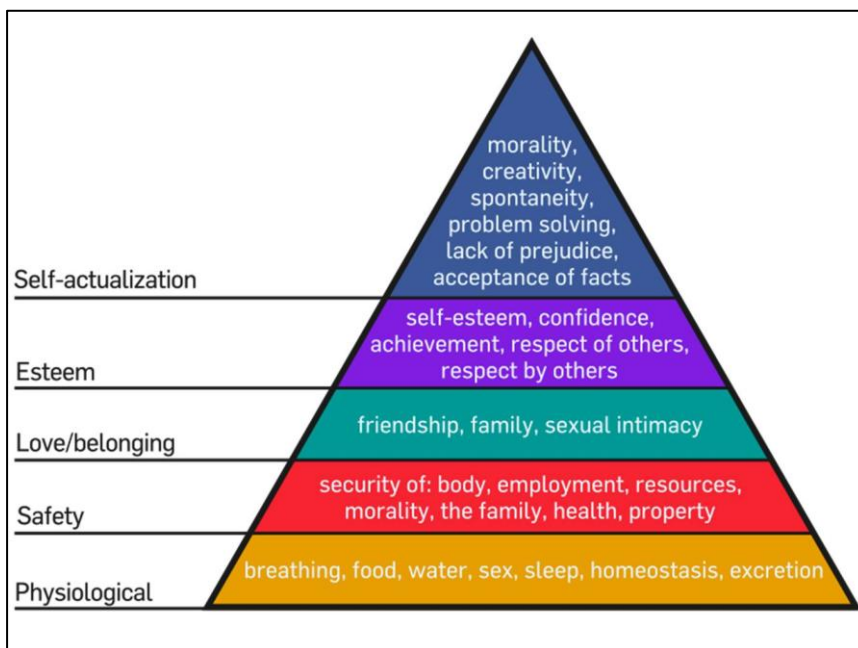 morality,
creativity,
spontaneity,
problem solving,
lack of prejudice,
acceptance of facts
Self-actualization
self-esteem, confidence,
achievement, respect of others,
respect by others
Esteem
friendship, family, sexual intimacy
Love/belonging
security of: body, employment, resources,
morality, the family, health, property
Safety
breathing, food, water, sex, sleep, homeostasis, excretion
Physiological